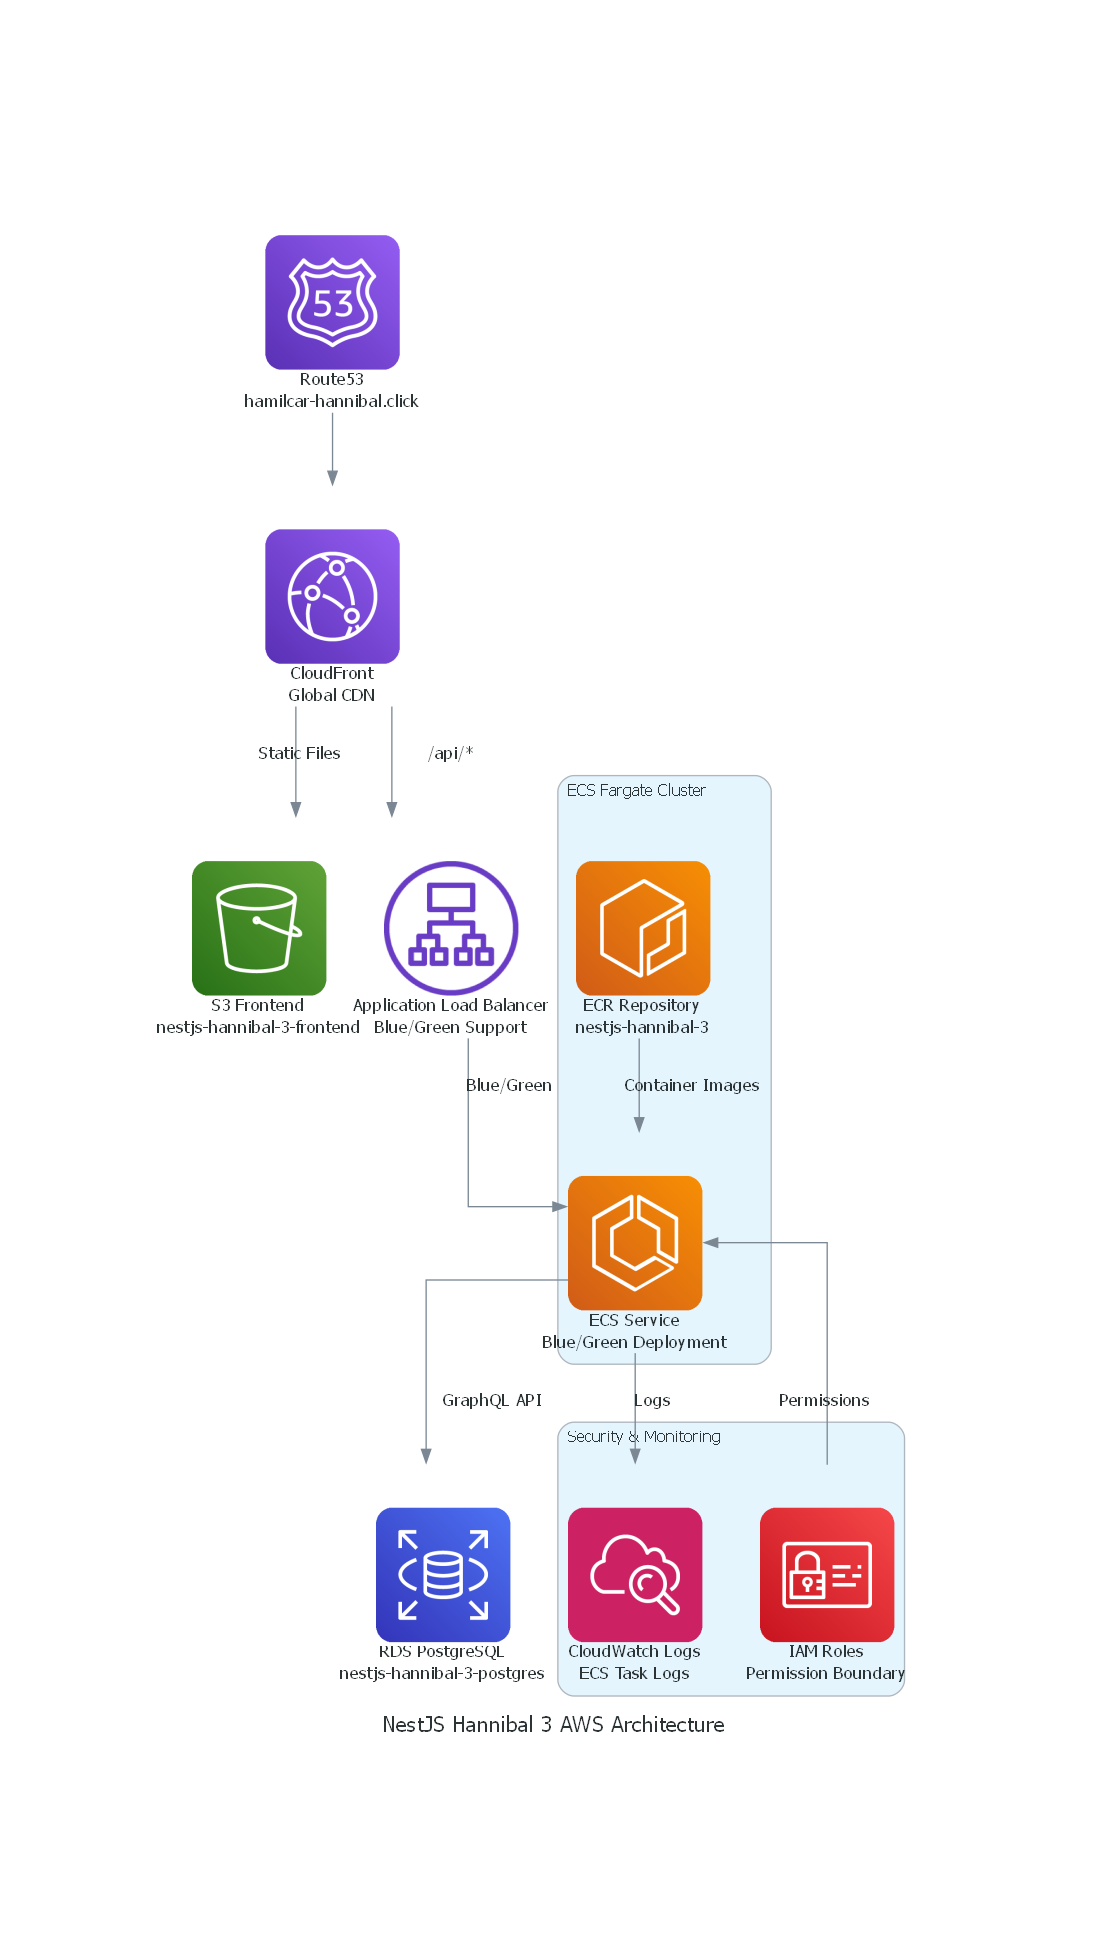 53
Route53
hamilcar-hannibal.click
CloudFront
Global CDN
Static Files
/api/*
ECS Fargate Cluster
S3 Frontend
nestjs-hannibal-3-frontend
Application Load Balancer
Blue/Green Support
ECR Repository
nestjs-hannibal-3
Blue/Green
Container Images
ECS Service
Blue/Green Deployment
GraphQL API
Logs
Permissions
Security & Monitoring
RDS PostgreSQL
nestjs-hannibal-3-postgres
CloudWatch Logs
ECS Task Logs
IAM Roles
Permission Boundary
NestJS Hannibal 3 AWS Architecture